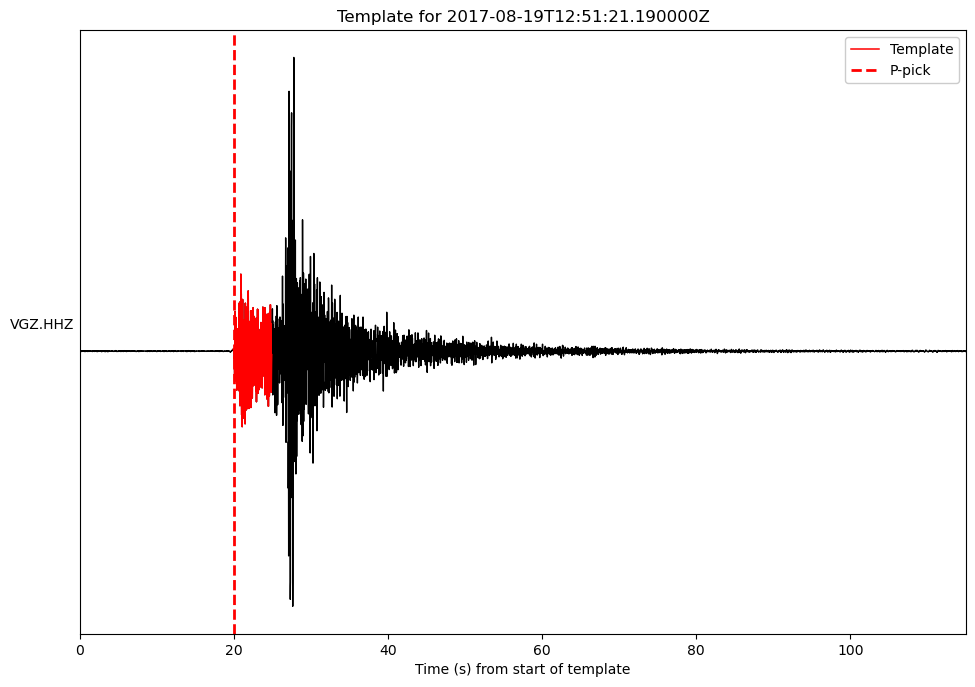 Template for 2017-08-19T12:51:21.190000Z
Template
P-pick
VGZ.HHZ
0 20 40 60 80 100
Time (s) from start of template